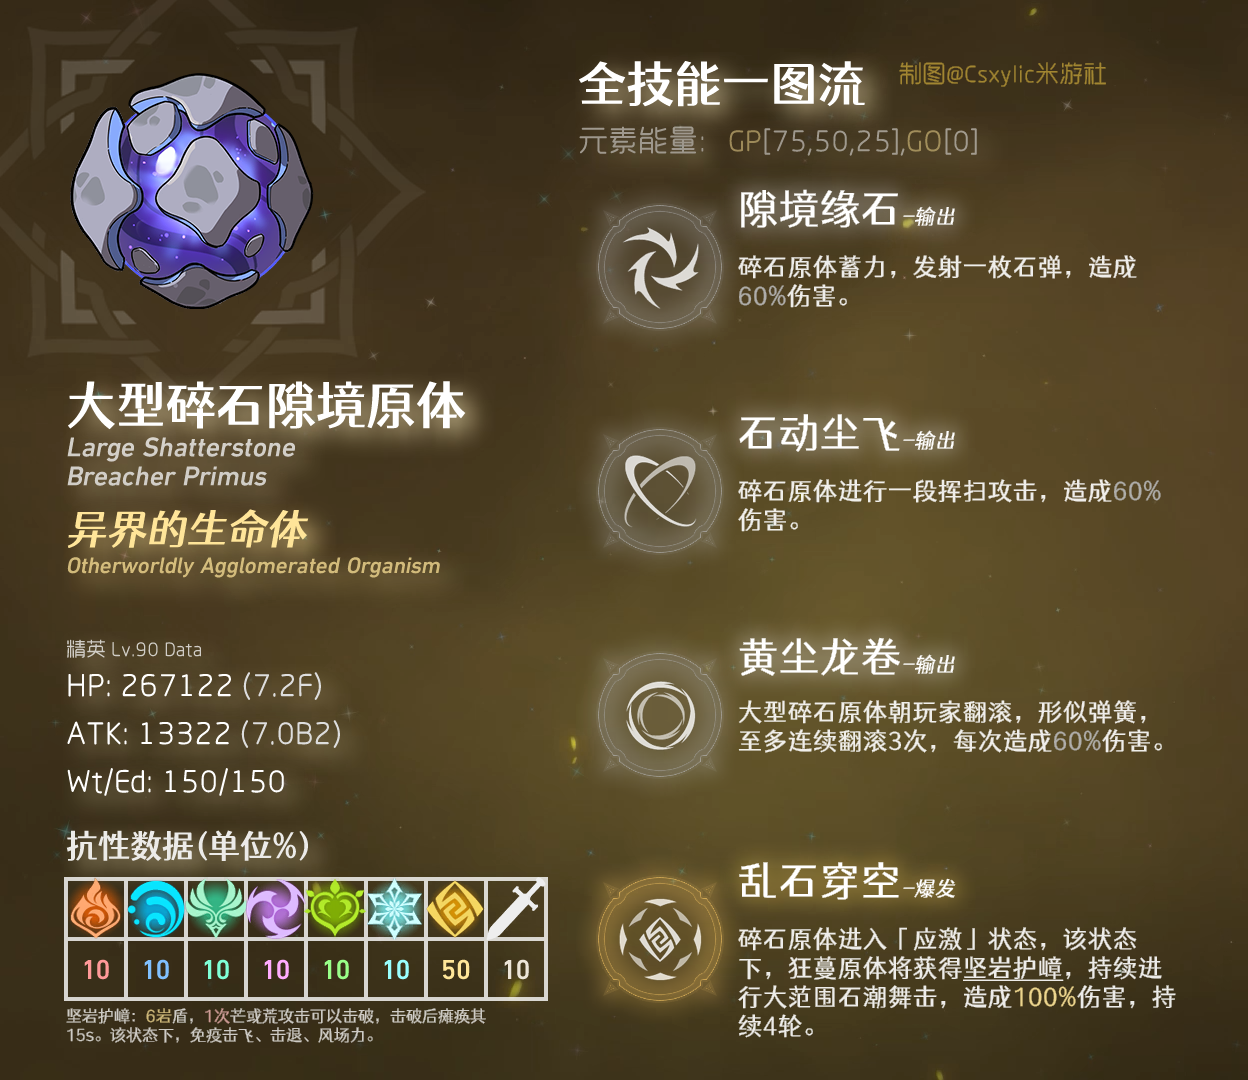 全技能一图流
制图@Csxylic米游社
元素能量: GP[75,50,25],GO[0]
隙境缘石-输出
碎石原体蓄力，发射一枚石弹，造成
60%伤害。
大型碎石隙境原体
Large Shatterstone
Breacher Primus
异界的生命体
Otherworldly Agglomerated Organism
石动尘飞-输出
碎石原体进行一段挥扫攻击，造成60%
伤害。
精英 Lv.90 Data
HP: 267122 (7.2F)
ATK: 13322 (7.0B2)
Wt/Ed: 150/150
黄尘龙卷-输出
大型碎石原体朝玩家翻滚，形似弹簧，
至多连续翻滚3次，每次造成60%伤害。
抗性数据(单位%)
10 10 10 10 10 10 50 10
坚岩护嶂：6岩盾，1次芒或荒攻击可以击破，击破后瘫痪其
15s。该状态下，免疫击飞、击退、风场力。
乱石穿空-爆发
碎石原体进入「应激」状态，该状态
下，狂蔓原体将获得坚岩护嶂，持续进
行大范围石潮舞击，造成100%伤害，持
续4轮。